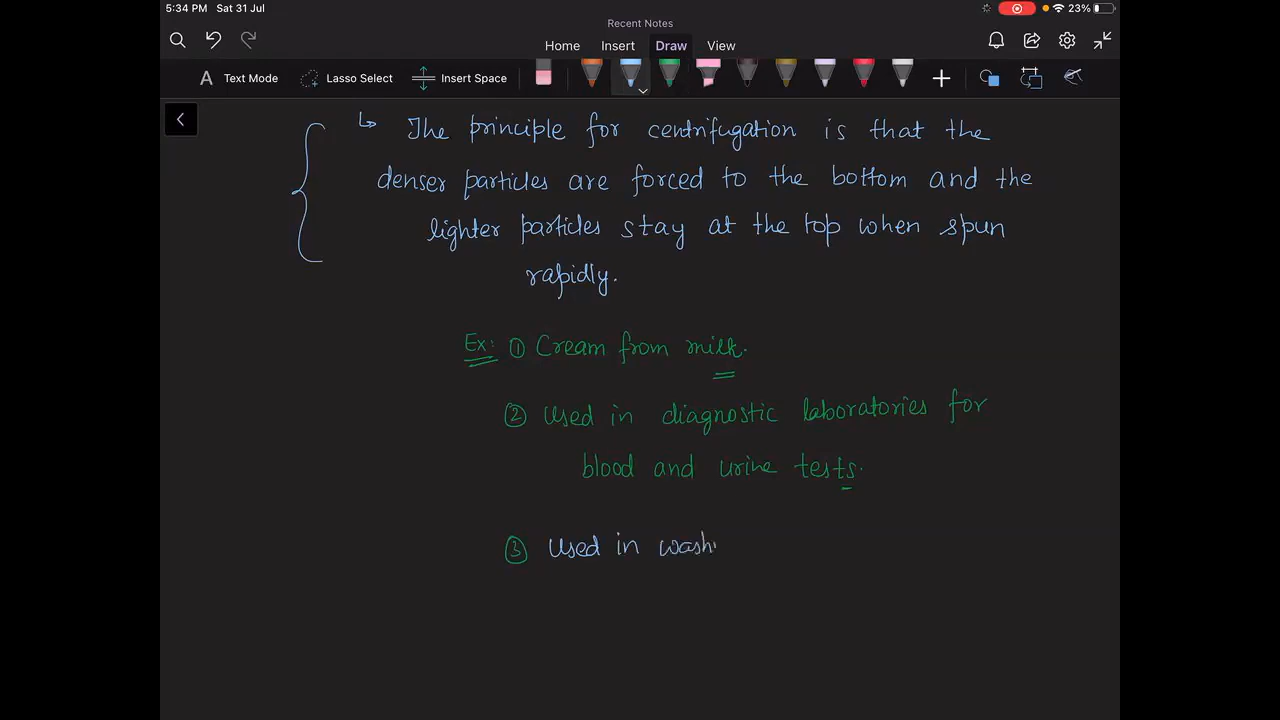 5:34 PM Sat 31 Jul
23%
Recent Notes
Home Insert Draw View
Text Mode Lasso Select Insert Space
↳ The principle for centrifugation is that the
denser particles are forced to the bottom and the
lighter particles stay at the top when spun
rapidly.
Ex: ① Cream from milk.
② Used in diagnostic laboratories for
blood and urine tests.
③ Used in wash